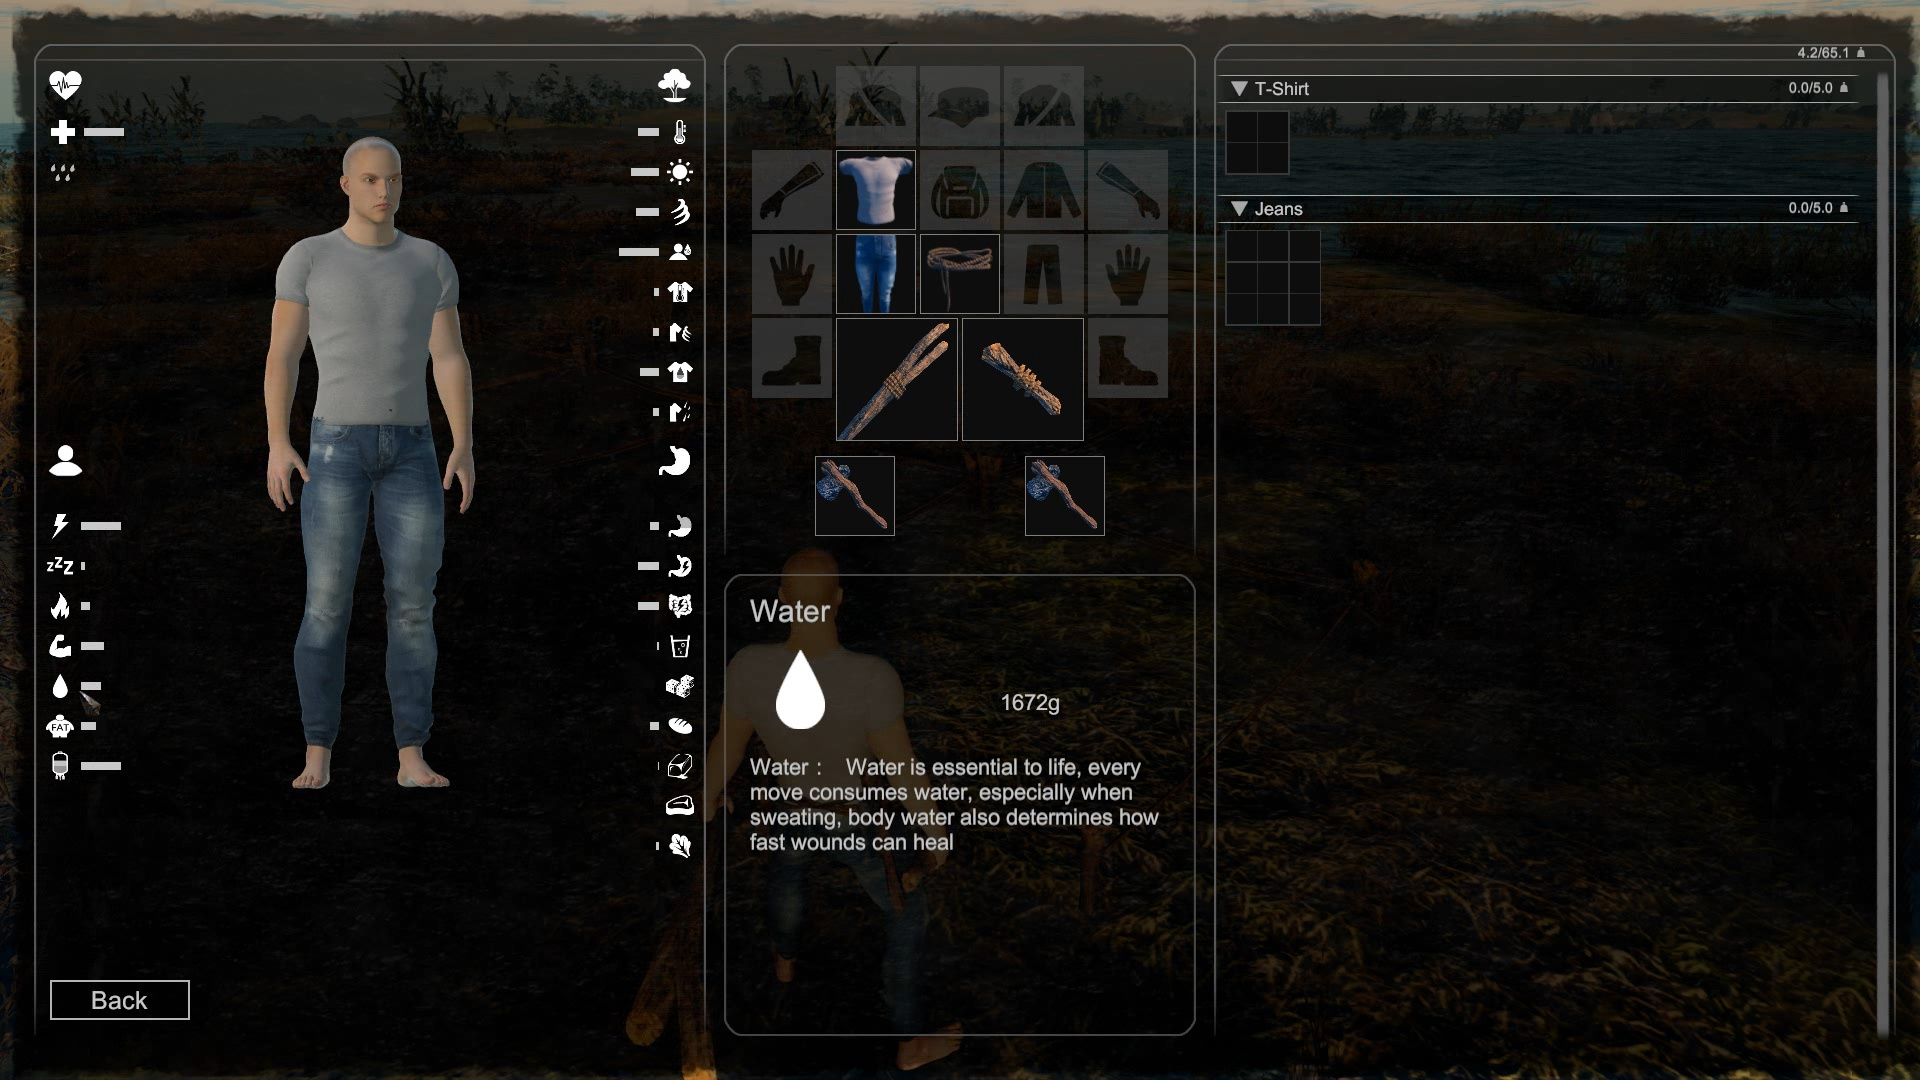 4.2/65.1
T-Shirt
0.0/5.0
Jeans
0.0/5.0
zzz
FAT
Water
1672g
Water : Water is essential to life, every
move consumes water, especially when
sweating, body water also determines how
fast wounds can heal
Back